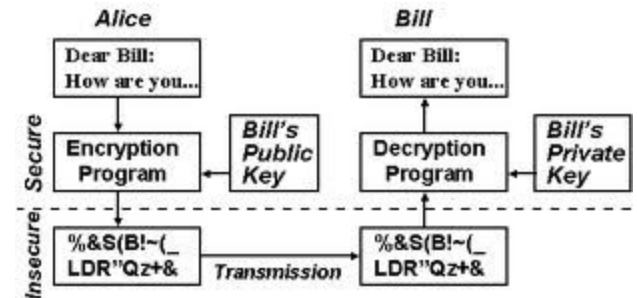 Alice
Bill
Dear Bill:
How are you...
Dear Bill:
How are you...
Secure
Encryption
Program
Bill's
Public
Key
Decryption
Program
Bill's
Private
Key
Insecure
%&S(B!~(_
LDR"Qz+&
Transmission
%&S(B!~(_
LDR"Qz+&